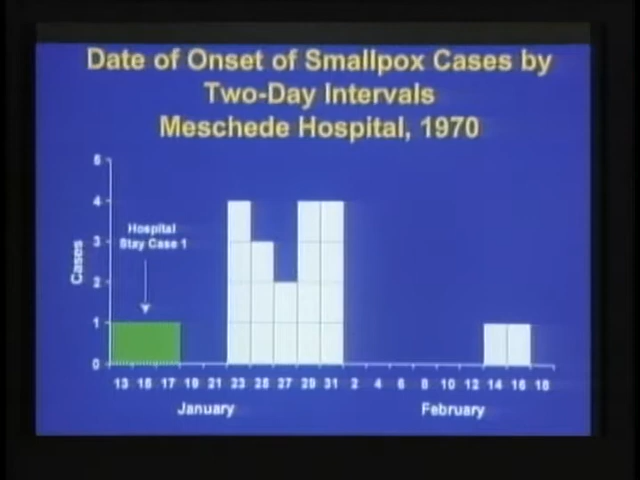 Date of Onset of Smallpox Cases by
Two-Day Intervals
Meschede Hospital, 1970
5
4
3
2
1
0
Cases
Hospital
Stay Case 1
13 15 17 19 21 23 25 27 29 31 2 4 6 8 10 12 14 16 18
January February